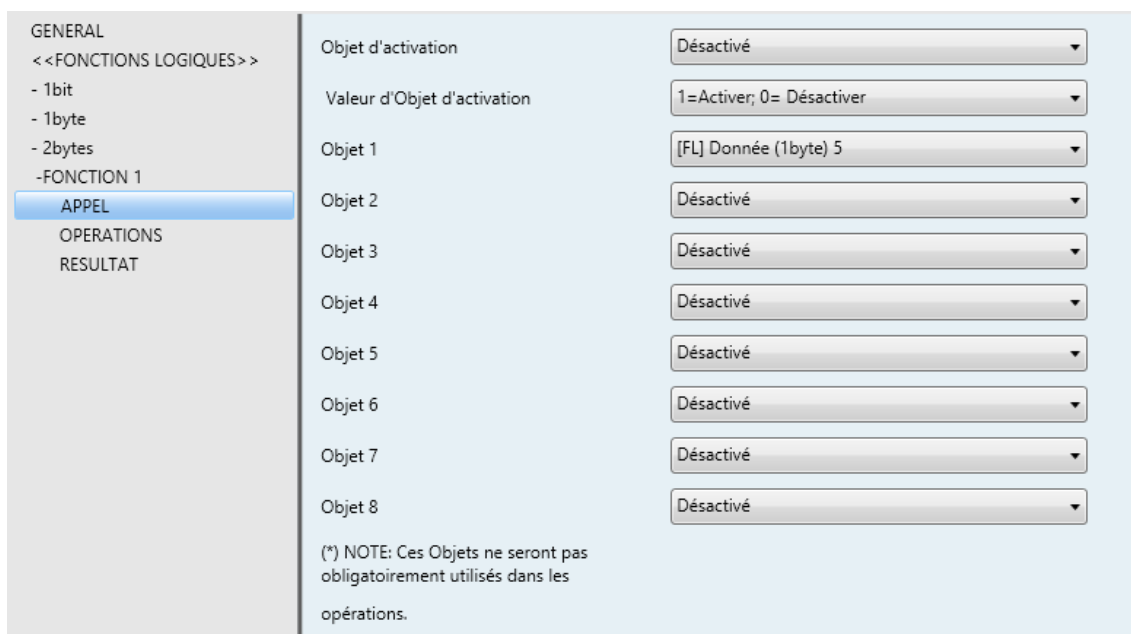 GENERAL
<<FONCTIONS LOGIQUES>>
- 1bit
- 1byte
- 2bytes
-FONCTION 1
APPEL
OPERATIONS
RESULTAT
Objet d'activation Désactivé
Valeur d'Objet d'activation 1=Activer; 0= Désactiver
Objet 1 [FL] Donnée (1byte) 5
Objet 2 Désactivé
Objet 3 Désactivé
Objet 4 Désactivé
Objet 5 Désactivé
Objet 6 Désactivé
Objet 7 Désactivé
Objet 8 Désactivé
(*) NOTE: Ces Objets ne seront pas
obligatoirement utilisés dans les
opérations.